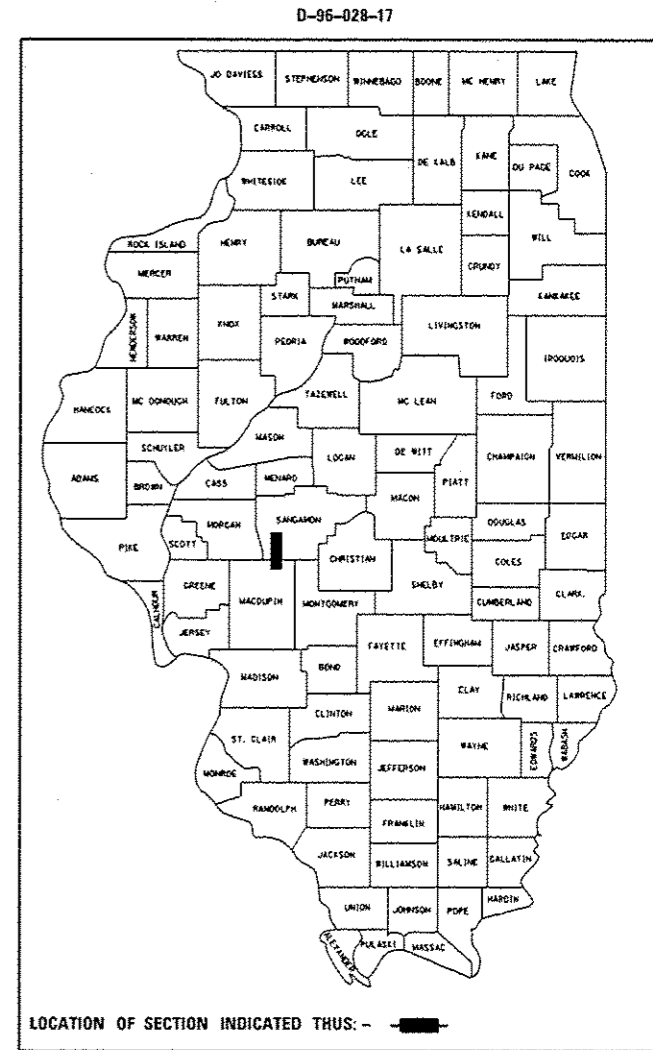 D-96-028-17
JO DAVIESS STEPHENSON WINNEBAGO BOONE MC HENRY LAKE
CARROLL OGLE DE KALB KANE DU PAGE COOK
WHITESIDE LEE
KENDALL WILL
ROCK ISLAND HENRY BUREAU LA SALLE GRUNDY
MERCER PUTNAM KANKAKEE
STARK MARSHALL
HENDERSON WARREN KNOX PEORIA WOODFORD LIVINGSTON IROQUOIS
HANCOCK MC DONOUGH FULTON TAZEWELL MC LEAN FORD
SCHUYLER MASON LOGAN DE WITT CHAMPAIGN VERMILION
ADAMS BROWN CASS MENARD MACON PIATT
PIKE SCOTT MORGAN SANGAMON CHRISTIAN MOULTRIE DOUGLAS EDGAR
COLES
CALHOUN GREENE MACOUPIN MONTGOMERY SHELBY CUMBERLAND CLARK
JERSEY
FAYETTE EFFINGHAM JASPER CRAWFORD
MADISON BOND CLAY RICHLAND LAWRENCE
CLINTON MARION
ST. CLAIR WAYNE EDWARDS WABASH
MONROE WASHINGTON JEFFERSON
RANDOLPH PERRY HAMILTON WHITE
FRANKLIN
JACKSON WILLIAMSON SALINE GALLATIN
UNION JOHNSON POPE HARDIN
ALEXANDER PULASKI MASSAC
LOCATION OF SECTION INDICATED THUS: -